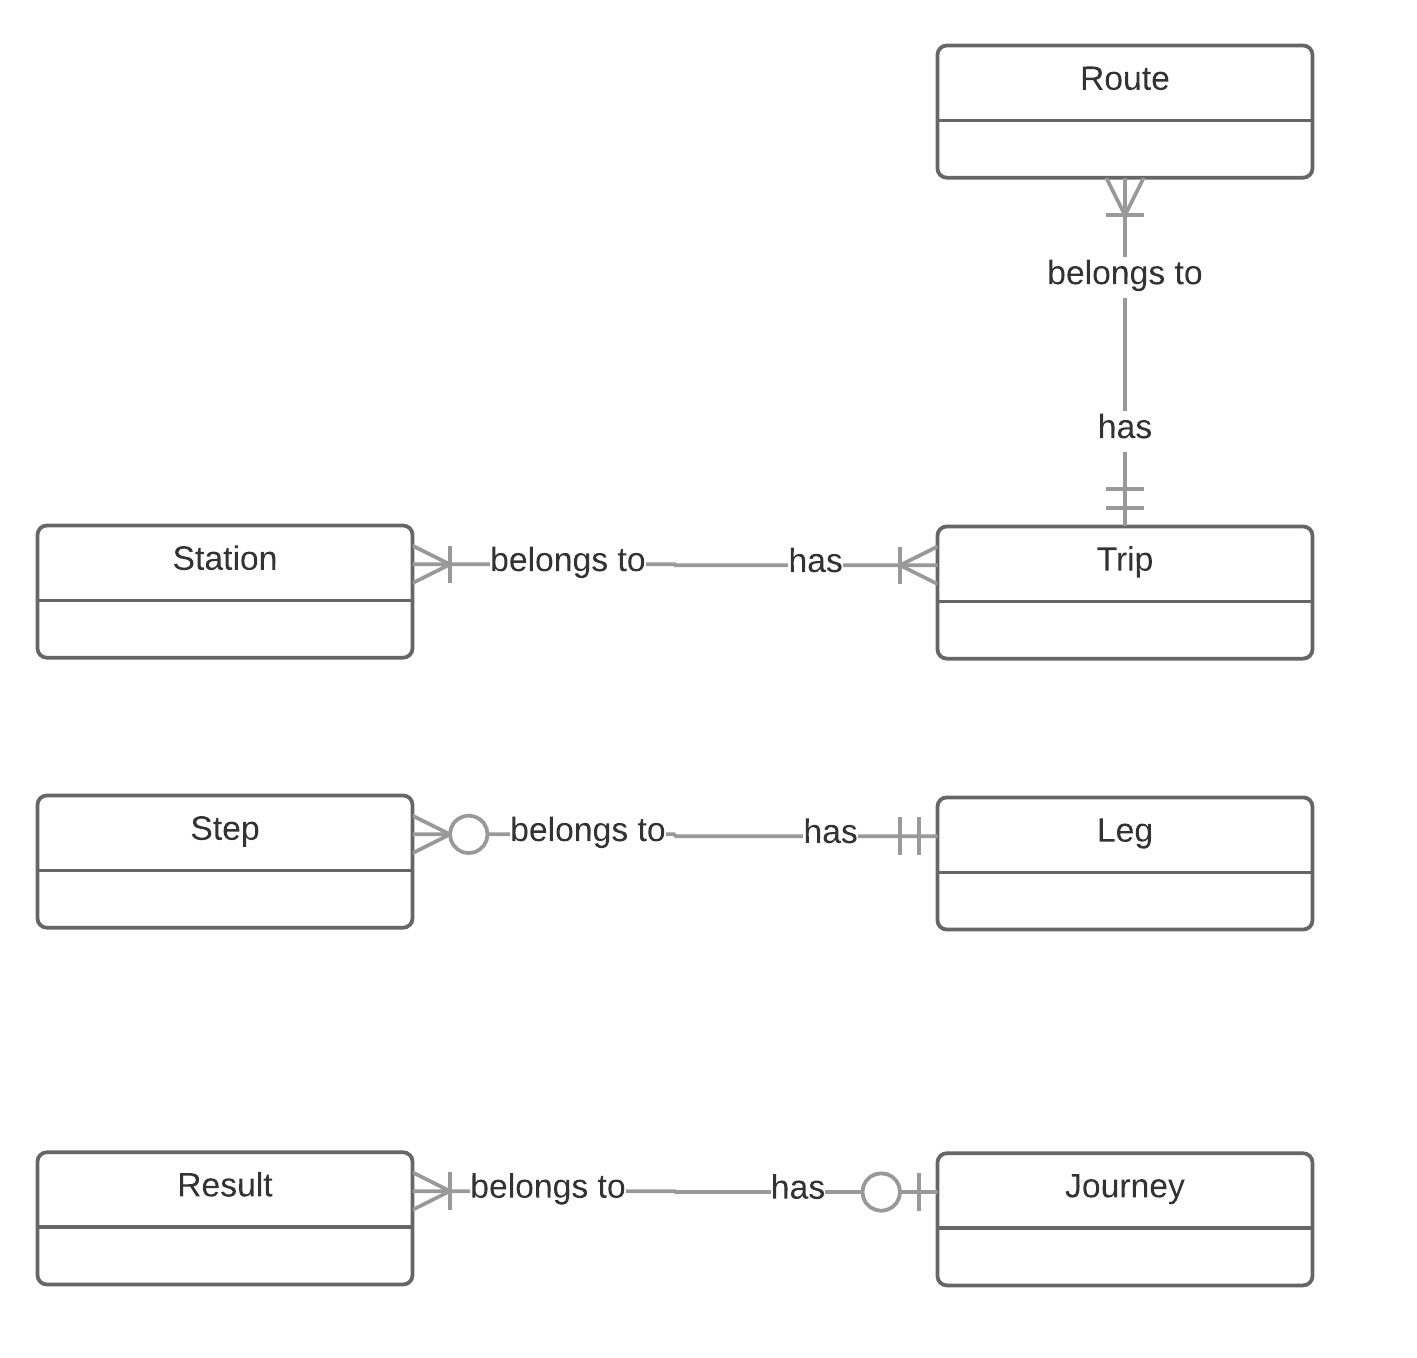 Route
belongs to
has
Station
belongs to
has
Trip
Step
belongs to
has
Leg
Result
belongs to
has
Journey